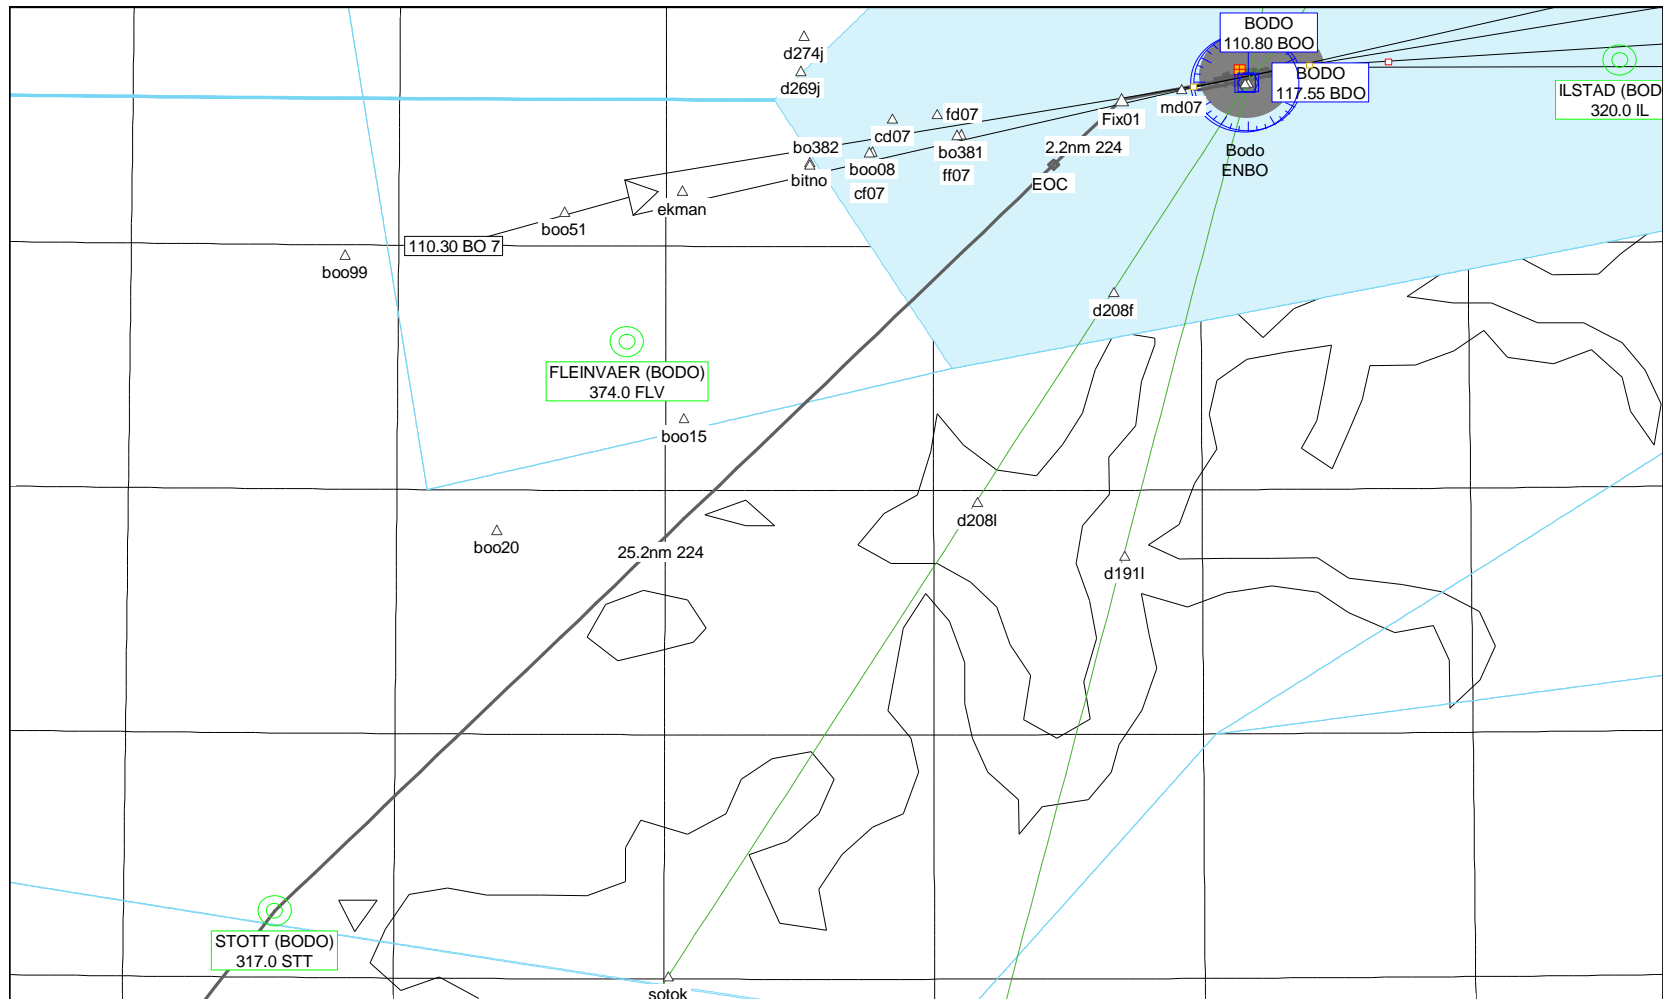 BODO
110.80 BOO
d274j
d269j
BODO
117.55 BDO
ILSTAD (BOD
320.0 IL
md07
fd07
Fix01
cd07
bo382
2.2nm 224
bo381
Bodo
ENBO
boo08
ff07
bitno
EOC
cf07
ekman
boo51
110.30 BO 7
boo99
d208f
FLEINVAER (BODO)
374.0 FLV
boo15
d208l
boo20
25.2nm 224
d191l
STOTT (BODO)
317.0 STT
sotok